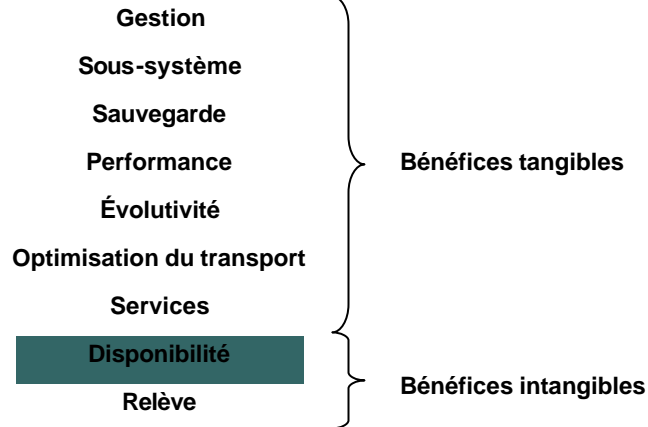 Gestion
Sous-système
Sauvegarde
Performance
Bénéfices tangibles
Évolutivité
Optimisation du transport
Services
Disponibilité
Bénéfices intangibles
Relève